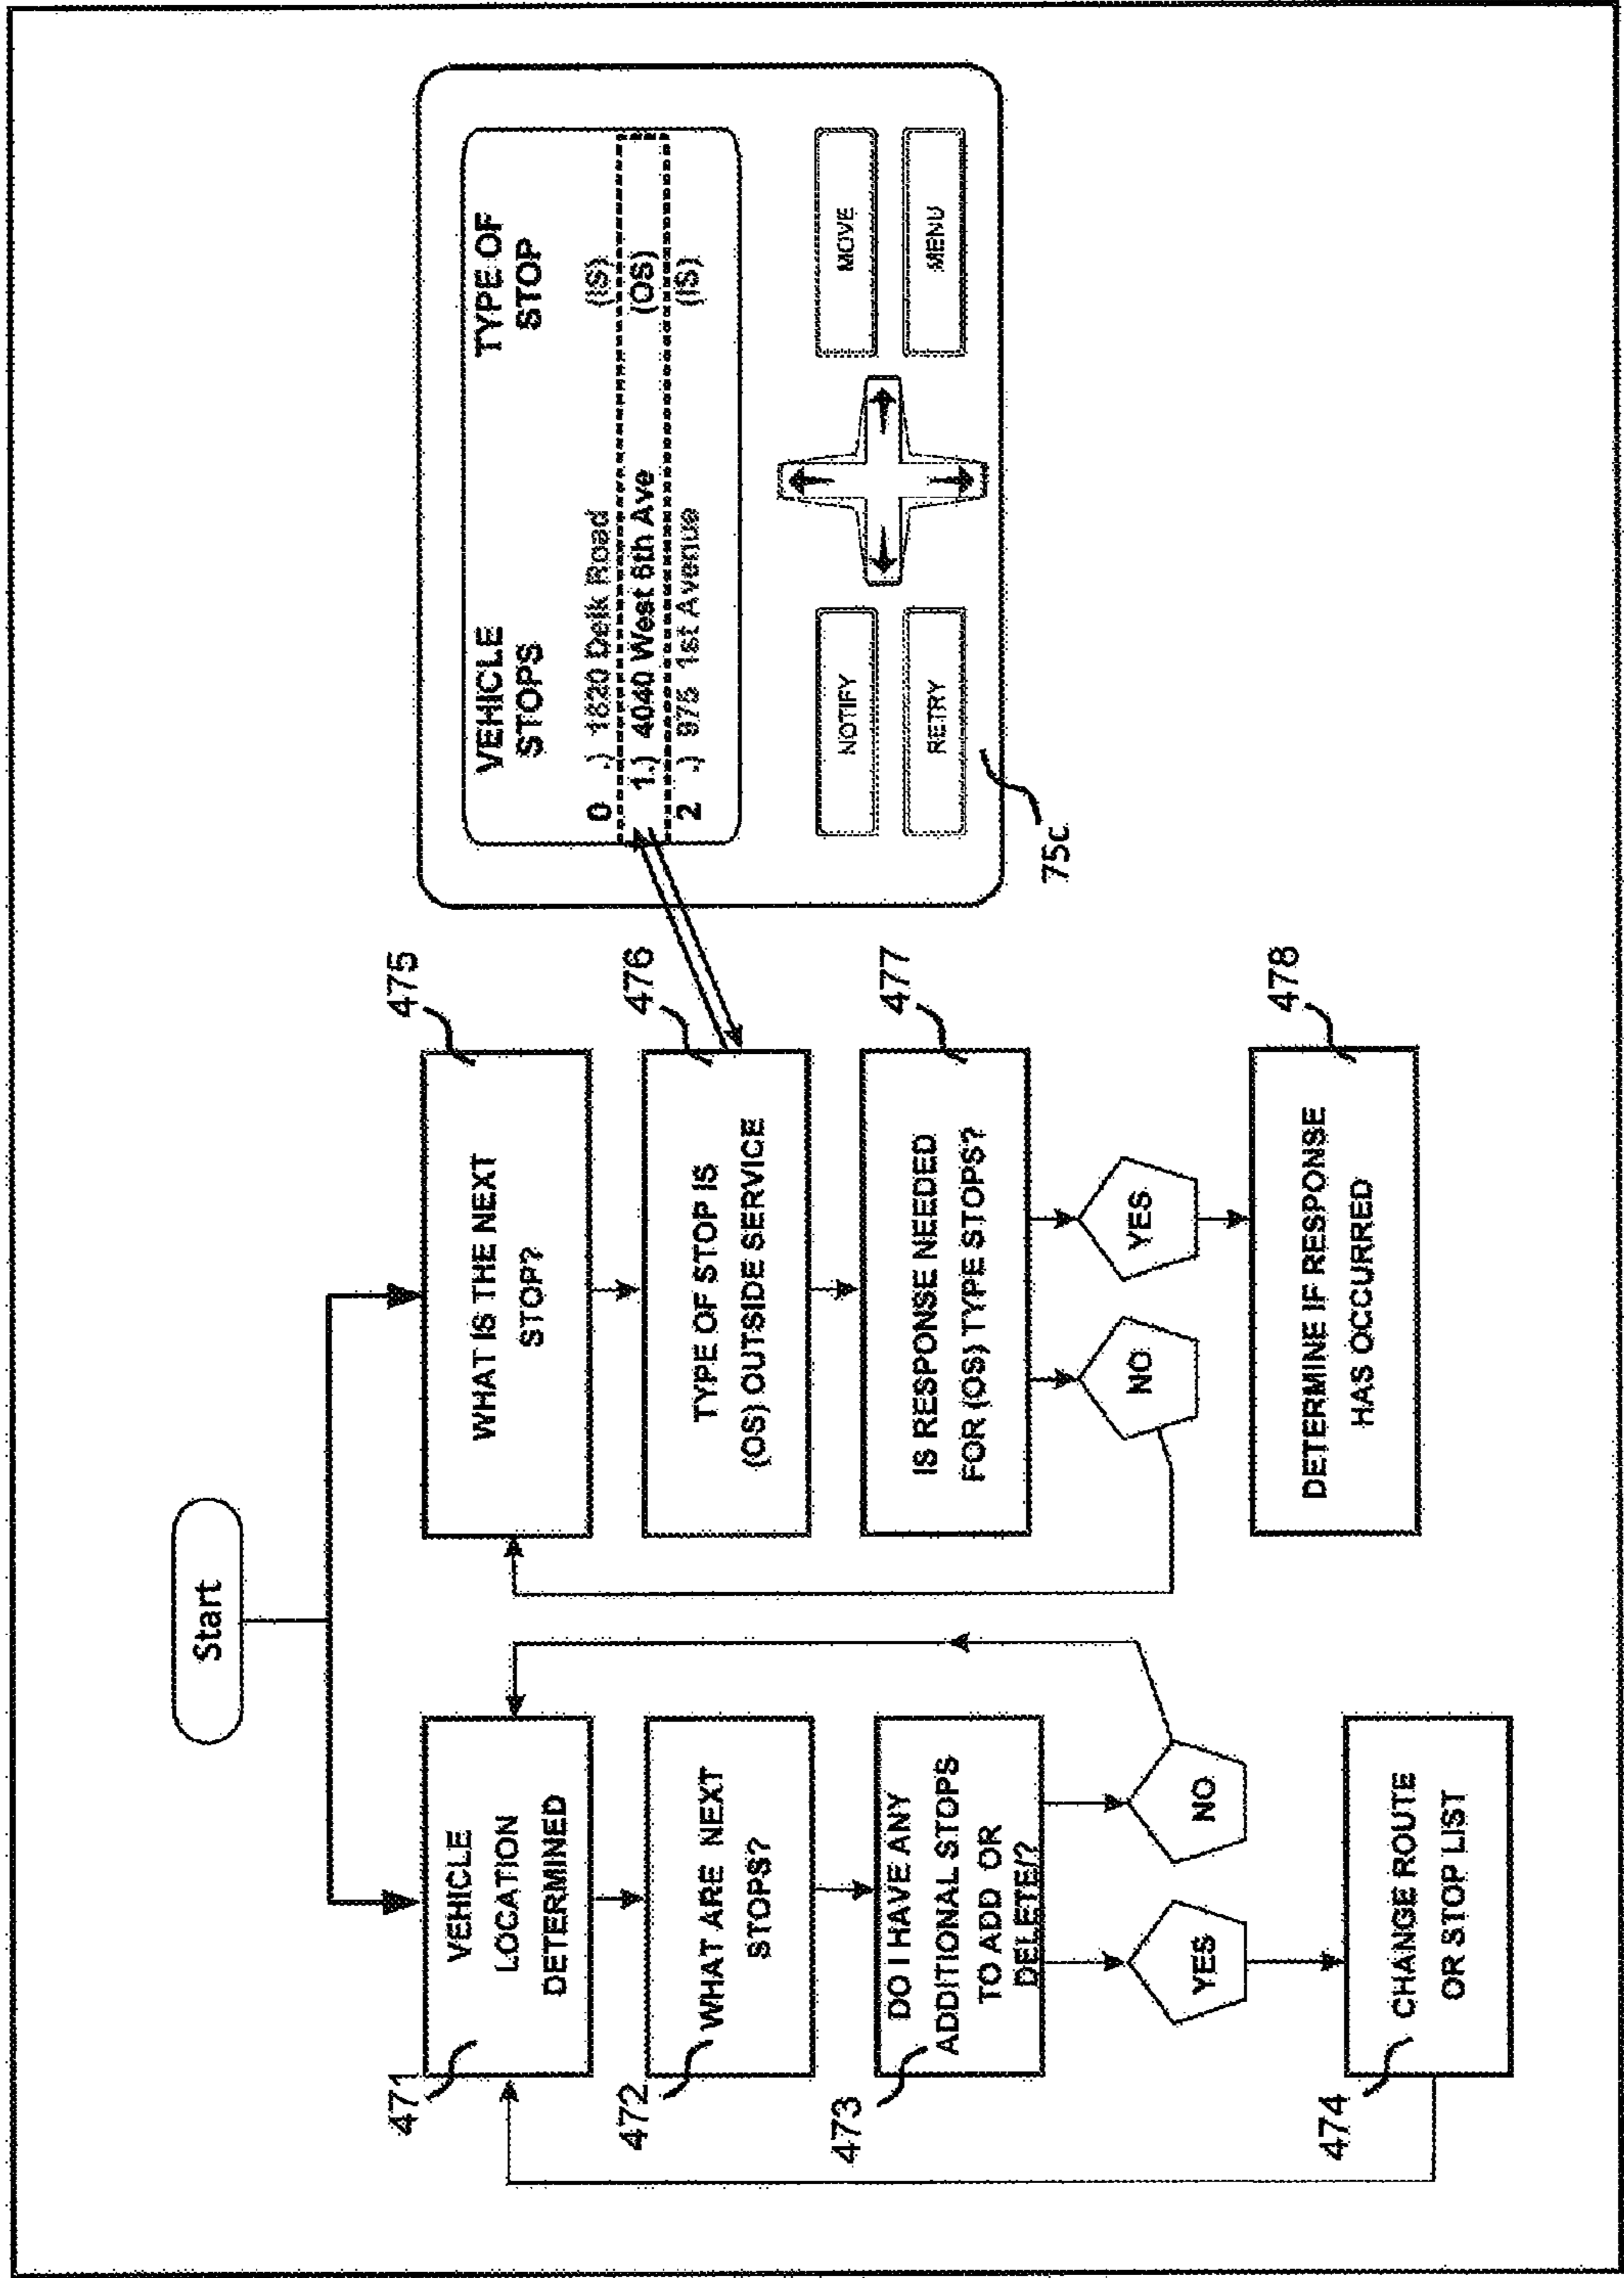 Start
471
VEHICLE
LOCATION
DETERMINED
472
WHAT ARE NEXT
STOPS?
473
DO I HAVE ANY
ADDITIONAL STOPS
TO ADD OR
DELETE/?
YES
NO
474
CHANGE ROUTE
OR STOP LIST
475
WHAT IS THE NEXT
STOP?
476
TYPE OF STOP IS
(OS) OUTSIDE SERVICE
477
IS RESPONSE NEEDED
FOR (OS) TYPE STOPS?
NO
YES
478
DETERMINE IF RESPONSE
HAS OCCURRED
VEHICLE
STOPS
TYPE OF
STOP
0 .) 1820 Delk Road (IS)
1.) 4040 West 6th Ave (OS)
2 .) 975 1st Avenue (IS)
NOTIFY
MOVE
RETRY
MENU
75c